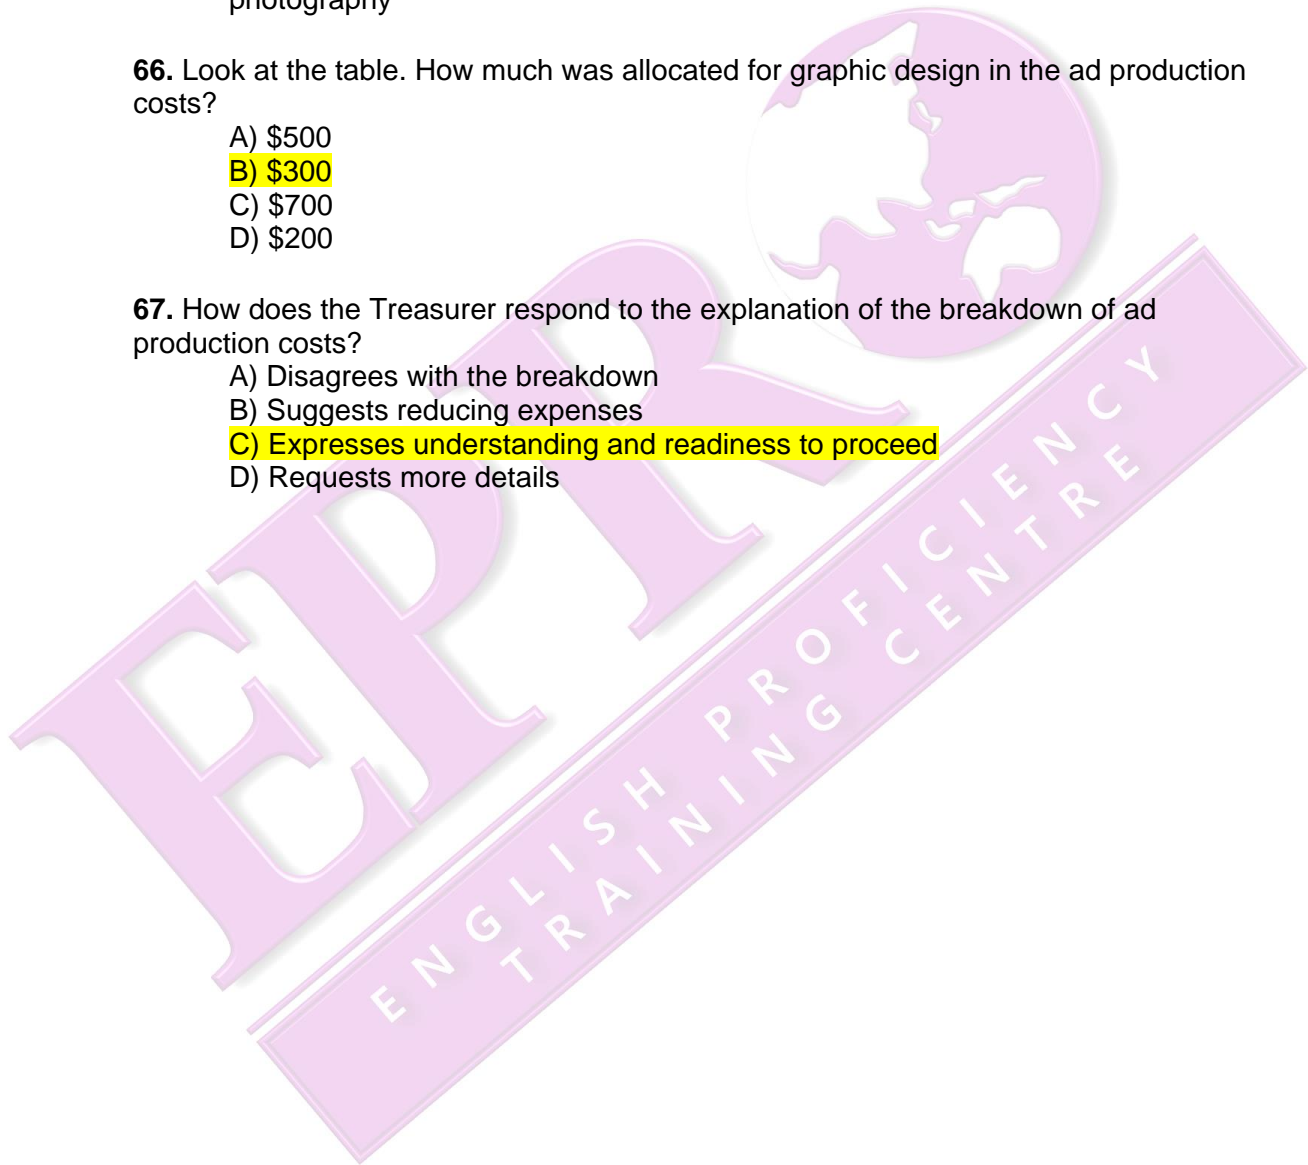 photography
66. Look at the table. How much was allocated for graphic design in the ad production
costs?
A) $500
B) $300
C) $700
D) $200
67. How does the Treasurer respond to the explanation of the breakdown of ad
production costs?
A) Disagrees with the breakdown
B) Suggests reducing expenses
C) Expresses understanding and readiness to proceed
D) Requests more details
EPR
ENGLISH PROFICIENCY
TRAINING CENTRE